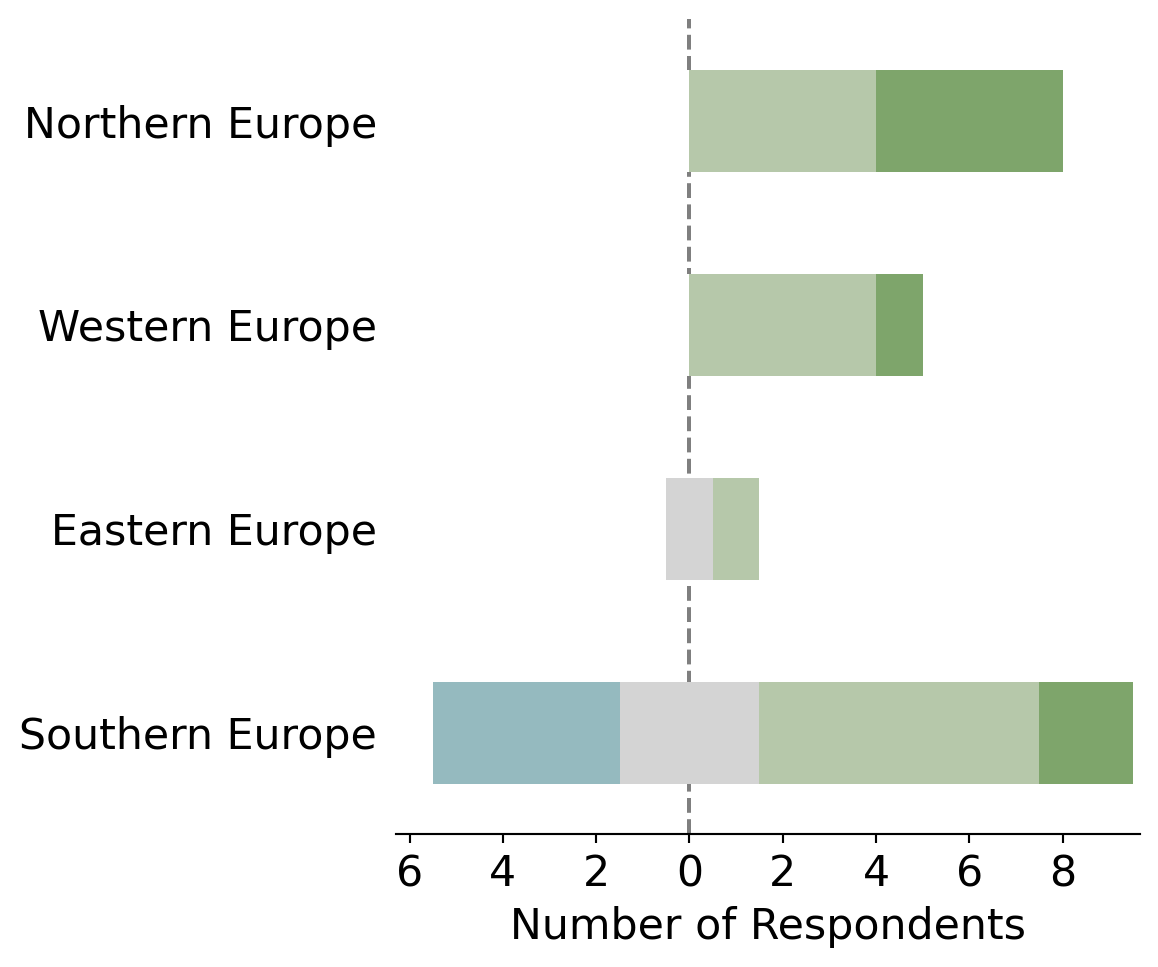 Northern Europe
Western Europe
Eastern Europe
Southern Europe
6 4 2 0 2 4 6 8
Number of Respondents